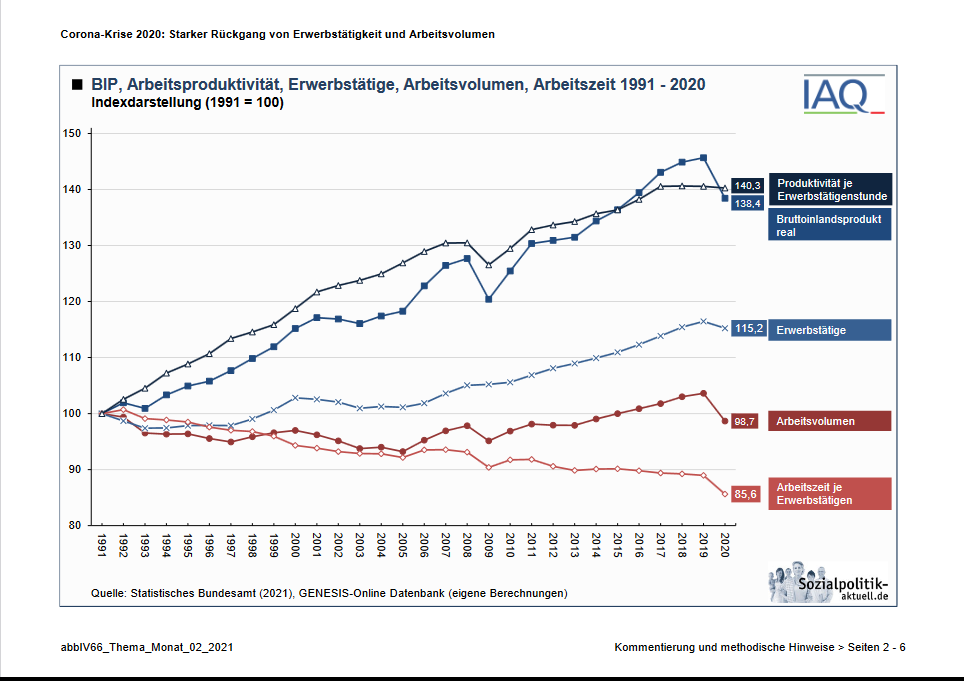 Corona-Krise 2020: Starker Rückgang von Erwerbstätigkeit und Arbeitsvolumen
BIP, Arbeitsproduktivität, Erwerbstätige, Arbeitsvolumen, Arbeitszeit 1991 - 2020
Indexdarstellung (1991 = 100)
IAQ
150
140
130
120
110
100
90
80
140,3
Produktivität je
Erwerbstätigenstunde
138,4
Bruttoinlandsprodukt
real
115,2
Erwerbstätige
98,7
Arbeitsvolumen
85,6
Arbeitszeit je
Erwerbstätigen
1991
1992
1993
1994
1995
1996
1997
1998
1999
2000
2001
2002
2003
2004
2005
2006
2007
2008
2009
2010
2011
2012
2013
2014
2015
2016
2017
2018
2019
2020
Quelle: Statistisches Bundesamt (2021), GENESIS-Online Datenbank (eigene Berechnungen)
Sozialpolitik-
aktuell.de
abbIV66_Thema_Monat_02_2021
Kommentierung und methodische Hinweise > Seiten 2 - 6